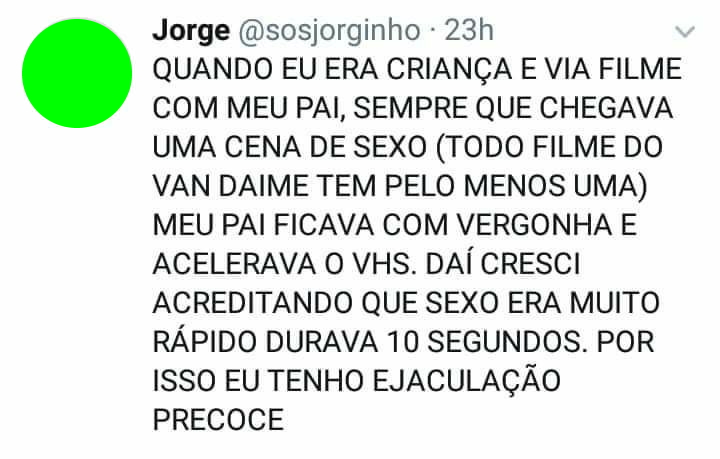 Jorge @sosjorginho · 23h
QUANDO EU ERA CRIANÇA E VIA FILME
COM MEU PAI, SEMPRE QUE CHEGAVA
UMA CENA DE SEXO (TODO FILME DO
VAN DAIME TEM PELO MENOS UMA)
MEU PAI FICAVA COM VERGONHA E
ACELERAVA O VHS. DAÍ CRESCI
ACREDITANDO QUE SEXO ERA MUITO
RÁPIDO DURAVA 10 SEGUNDOS. POR
ISSO EU TENHO EJACULAÇÃO
PRECOCE